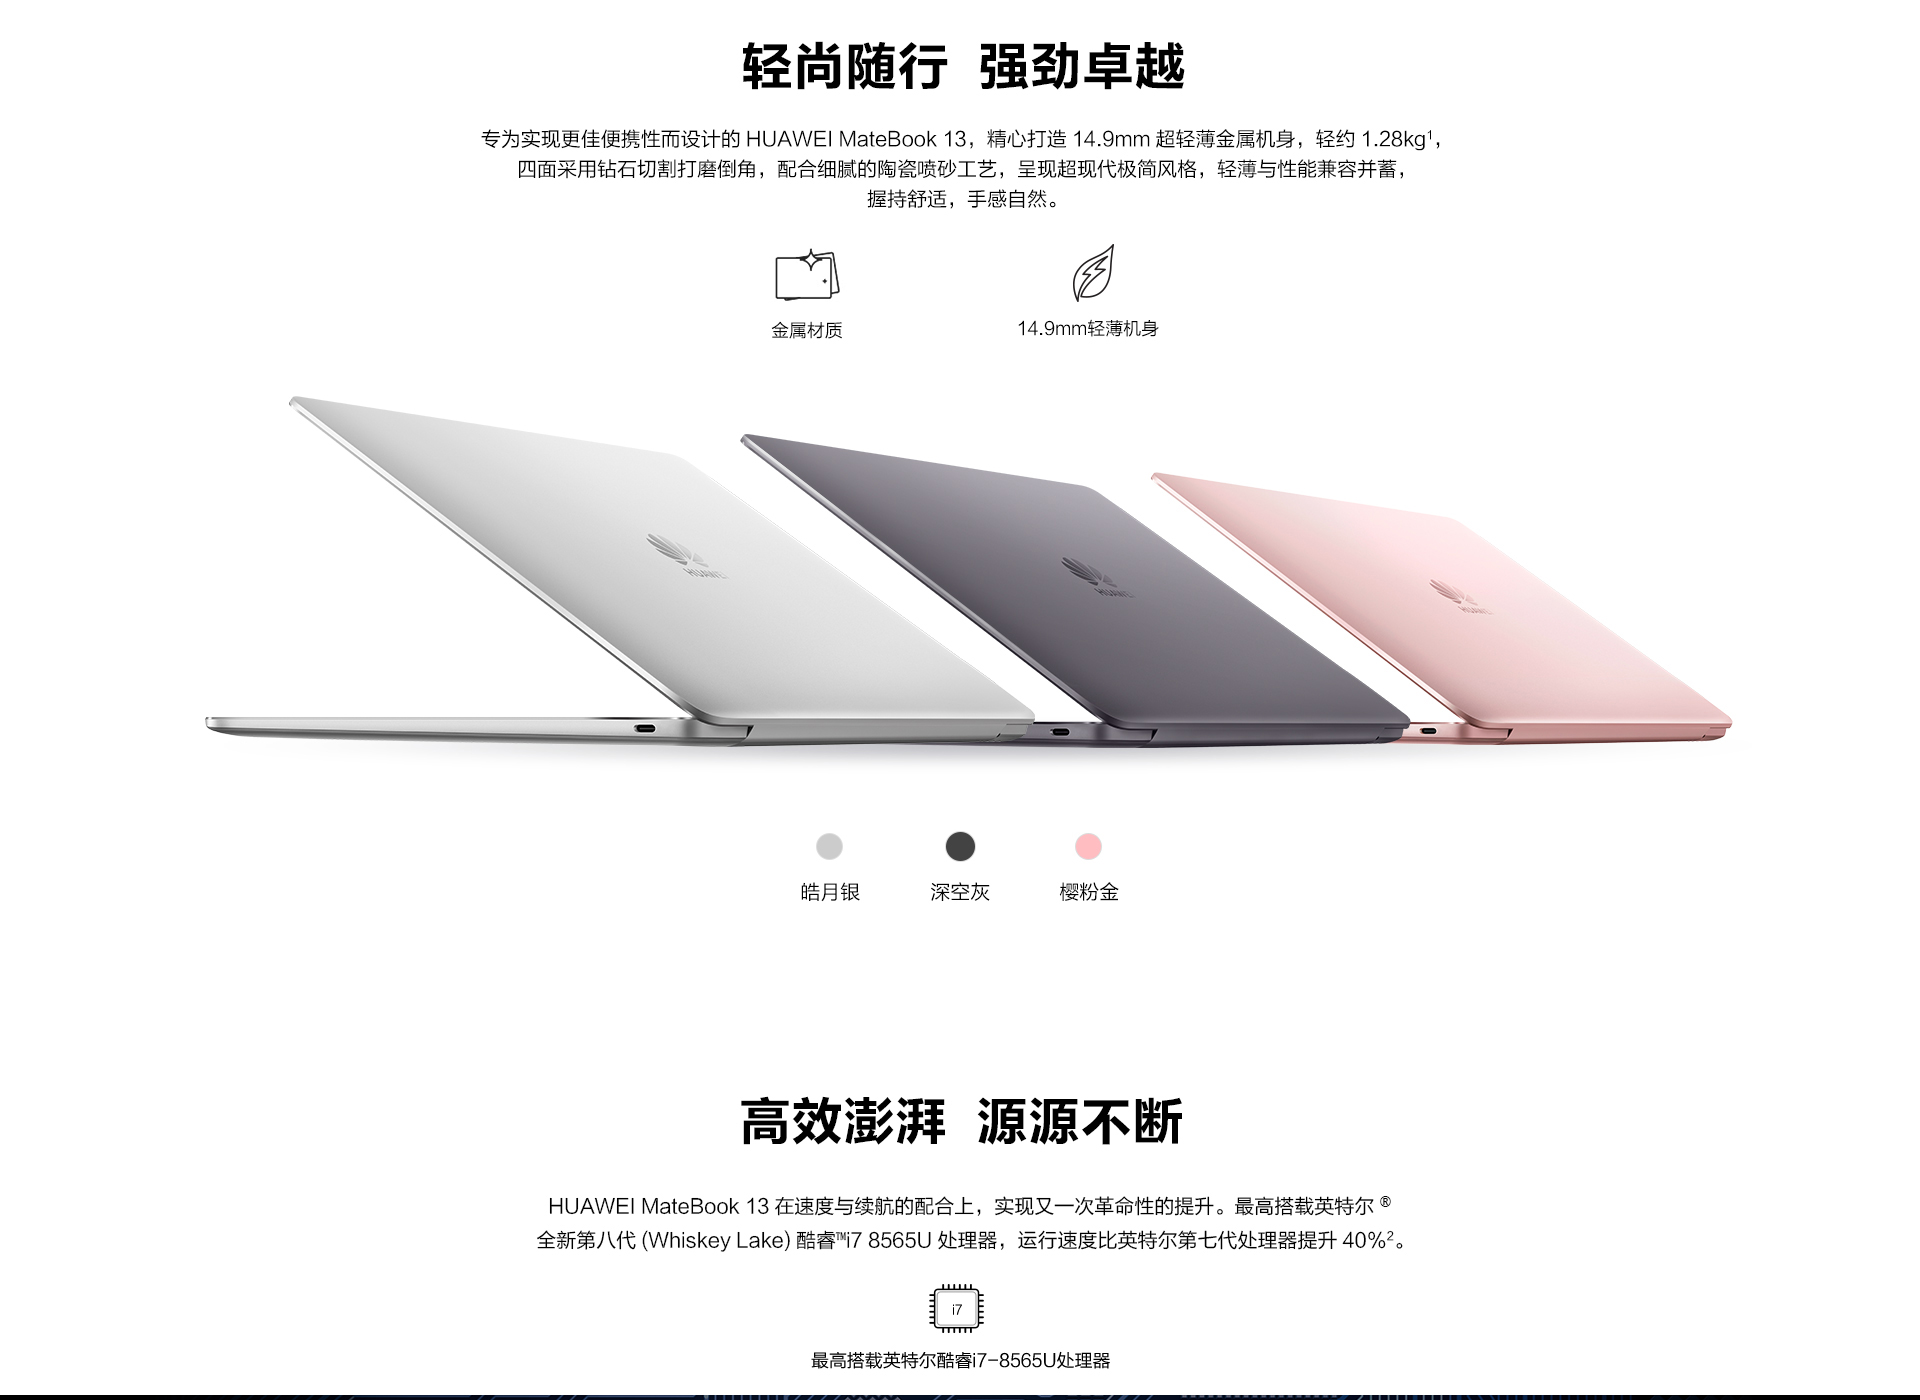 轻尚随行 强劲卓越
专为实现更佳便携性而设计的 HUAWEI MateBook 13，精心打造 14.9mm 超轻薄金属机身，轻约 1.28kg¹，
四面采用钻石切割打磨倒角，配合细腻的陶瓷喷砂工艺，呈现超现代极简风格，轻薄与性能兼容并蓄，
握持舒适，手感自然。
金属材质
14.9mm轻薄机身
HUAWEI
HUAWEI
HUAWEI
皓月银
深空灰
樱粉金
高效澎湃 源源不断
HUAWEI MateBook 13 在速度与续航的配合上，实现又一次革命性的提升。最高搭载英特尔 ®
全新第八代 (Whiskey Lake) 酷睿™i7 8565U 处理器，运行速度比英特尔第七代处理器提升 40%²。
i7
最高搭载英特尔酷睿i7-8565U处理器